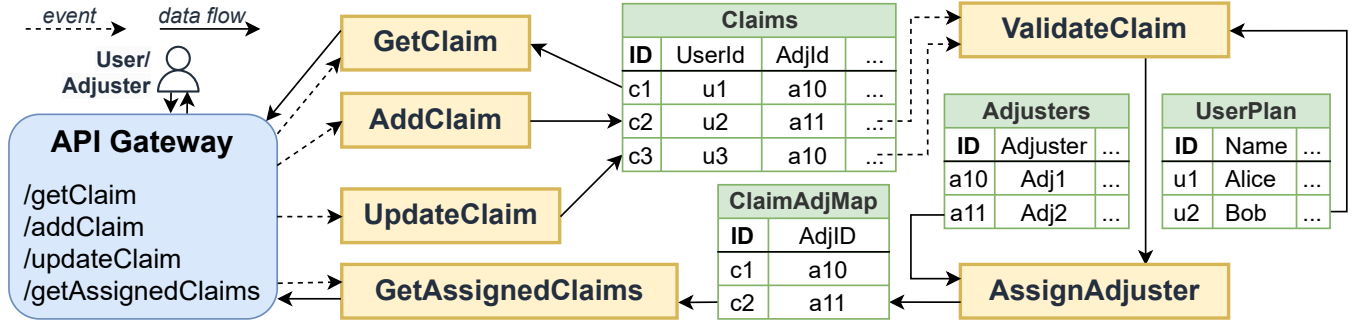 event
data flow
User/
Adjuster
API Gateway
/getClaim
/addClaim
/updateClaim
/getAssignedClaims
GetClaim
AddClaim
UpdateClaim
GetAssignedClaims
Claims
ID UserId AdjId ...
c1 u1 a10 ...
c2 u2 a11 ...
c3 u3 a10 ...
ClaimAdjMap
ID AdjID
c1 a10
c2 a11
ValidateClaim
Adjusters
ID Adjuster ...
a10 Adj1 ...
a11 Adj2 ...
UserPlan
ID Name ...
u1 Alice ...
u2 Bob ...
AssignAdjuster